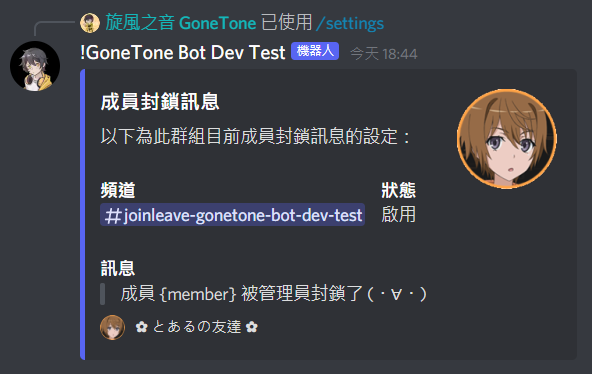 旋風之音 GoneTone 已使用 /settings
!GoneTone Bot Dev Test 機器人 今天 18:44
成員封鎖訊息
以下為此群組目前成員封鎖訊息的設定：
頻道 狀態
#joinleave-gonetone-bot-dev-test 啟用
訊息
成員 {member} 被管理員封鎖了 (・∀・)
✿ とあるの友達 ✿